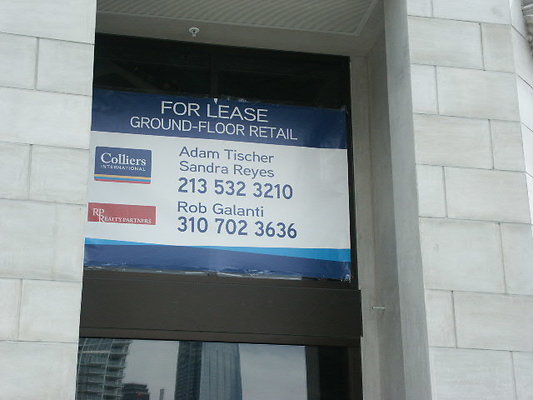 FOR LEASE
GROUND-FLOOR RETAIL
Colliers
INTERNATIONAL
Adam Tischer
Sandra Reyes
213 532 3210
RP REALTY PARTNERS
Rob Galanti
310 702 3636